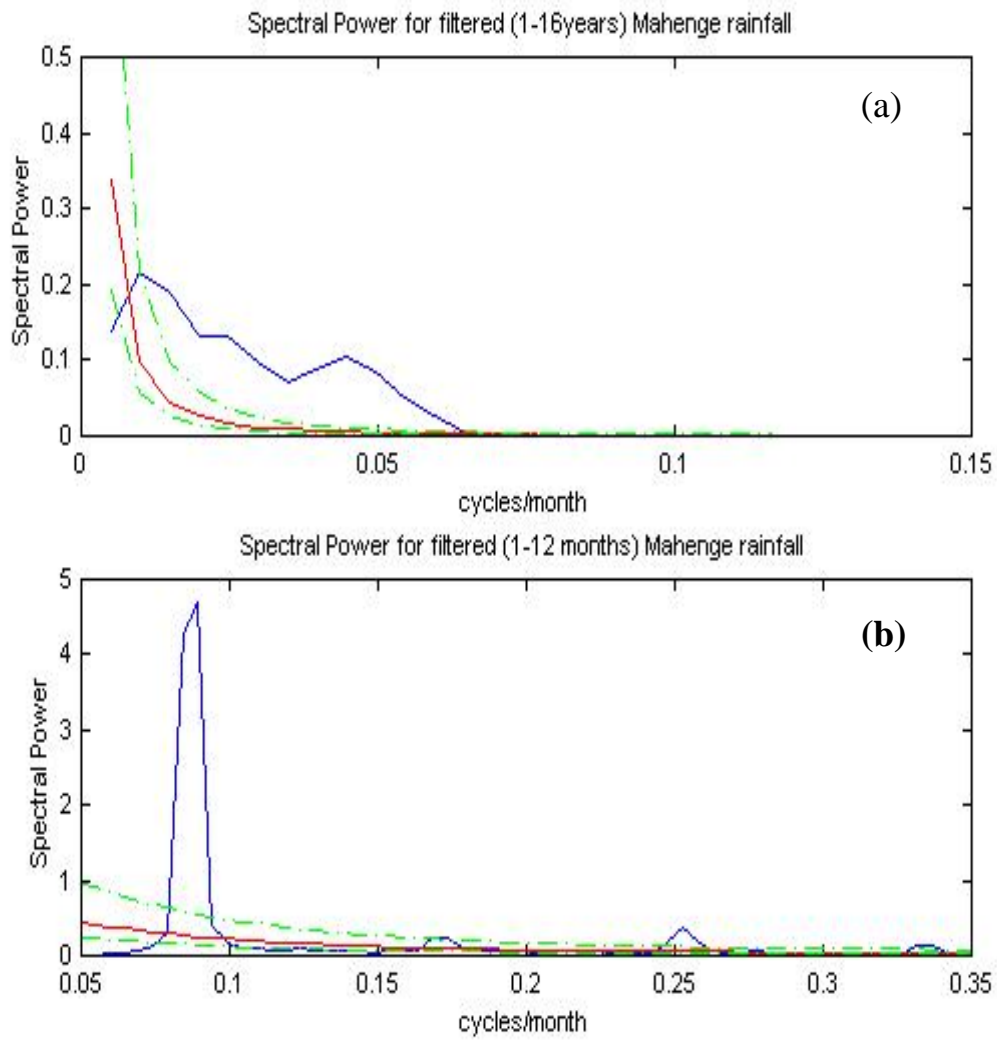 Spectral Power for filtered (1-16years) Mahenge rainfall
0.5
(a)
0.4
0.3
Spectral Power
0.2
0.1
0
0
0.05
0.1
0.15
cycles/month
Spectral Power for filtered (1-12 months) Mahenge rainfall
5
(b)
4
3
Spectral Power
2
1
0
0.05
0.1
0.15
0.2
0.25
0.3
0.35
cycles/month